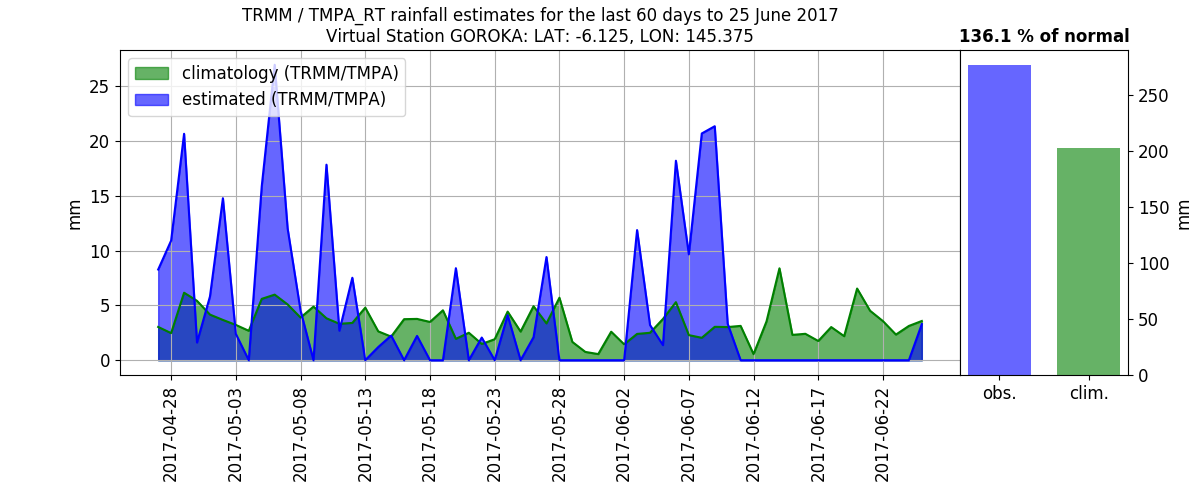 TRMM / TMPA_RT rainfall estimates for the last 60 days to 25 June 2017
Virtual Station GOROKA: LAT: -6.125, LON: 145.375
136.1 % of normal
climatology (TRMM/TMPA)
estimated (TRMM/TMPA)
25
20
15
10
5
0
mm
2017-04-28
2017-05-03
2017-05-08
2017-05-13
2017-05-18
2017-05-23
2017-05-28
2017-06-02
2017-06-07
2017-06-12
2017-06-17
2017-06-22
250
200
150
100
50
0
mm
obs.
clim.